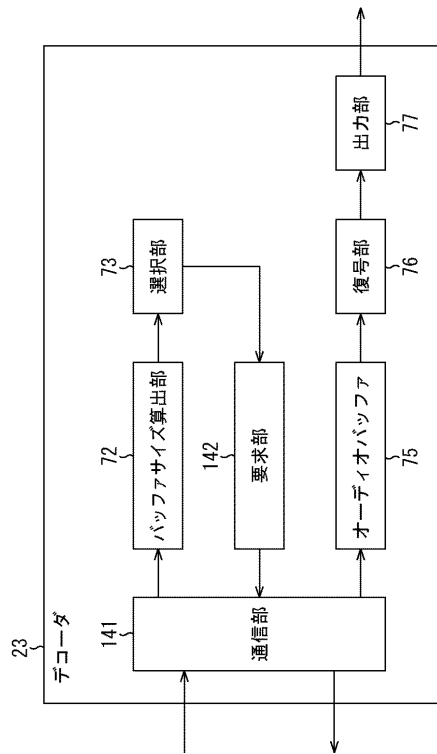 23
デコーダ
141
通信部
72
バッファサイズ算出部
73
選択部
142
要求部
オーディオバッファ
75
復号部
76
出力部
77